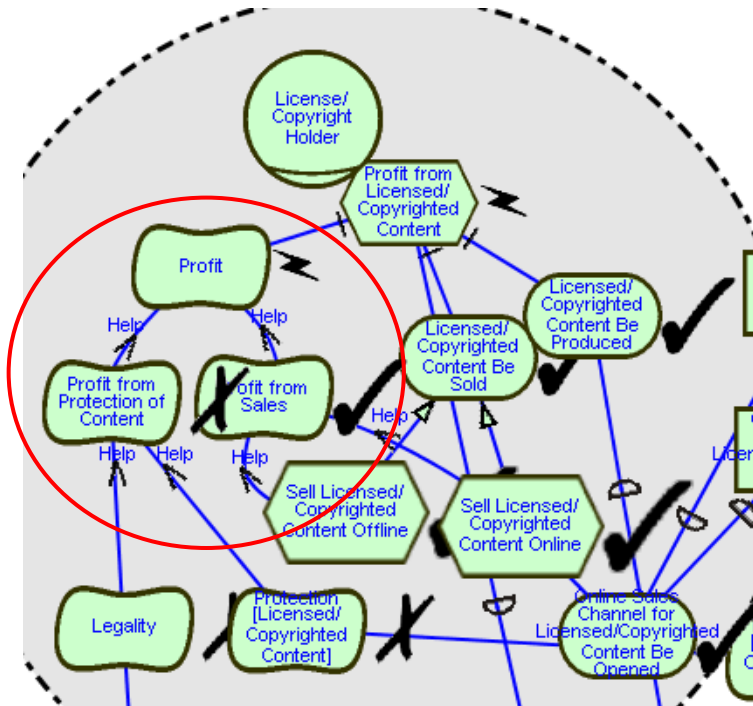 License/
Copyright
Holder
Profit from
Licensed/
Copyrighted
Content
Profit
Licensed/
Copyrighted
Content Be
Produced
Licensed/
Copyrighted
Content Be
Sold
Help
Help
Profit from
Protection of
Content
ofit from
Sales
Help
Help
Help
Help
Sell Licensed/
Copyrighted
Content Offline
Sell Licensed/
Copyrighted
Content Online
Legality
Protection
[Licensed/
Copyrighted
Content]
Online Sales
Channel for
Licensed/Copyrighted
Content Be
Opened